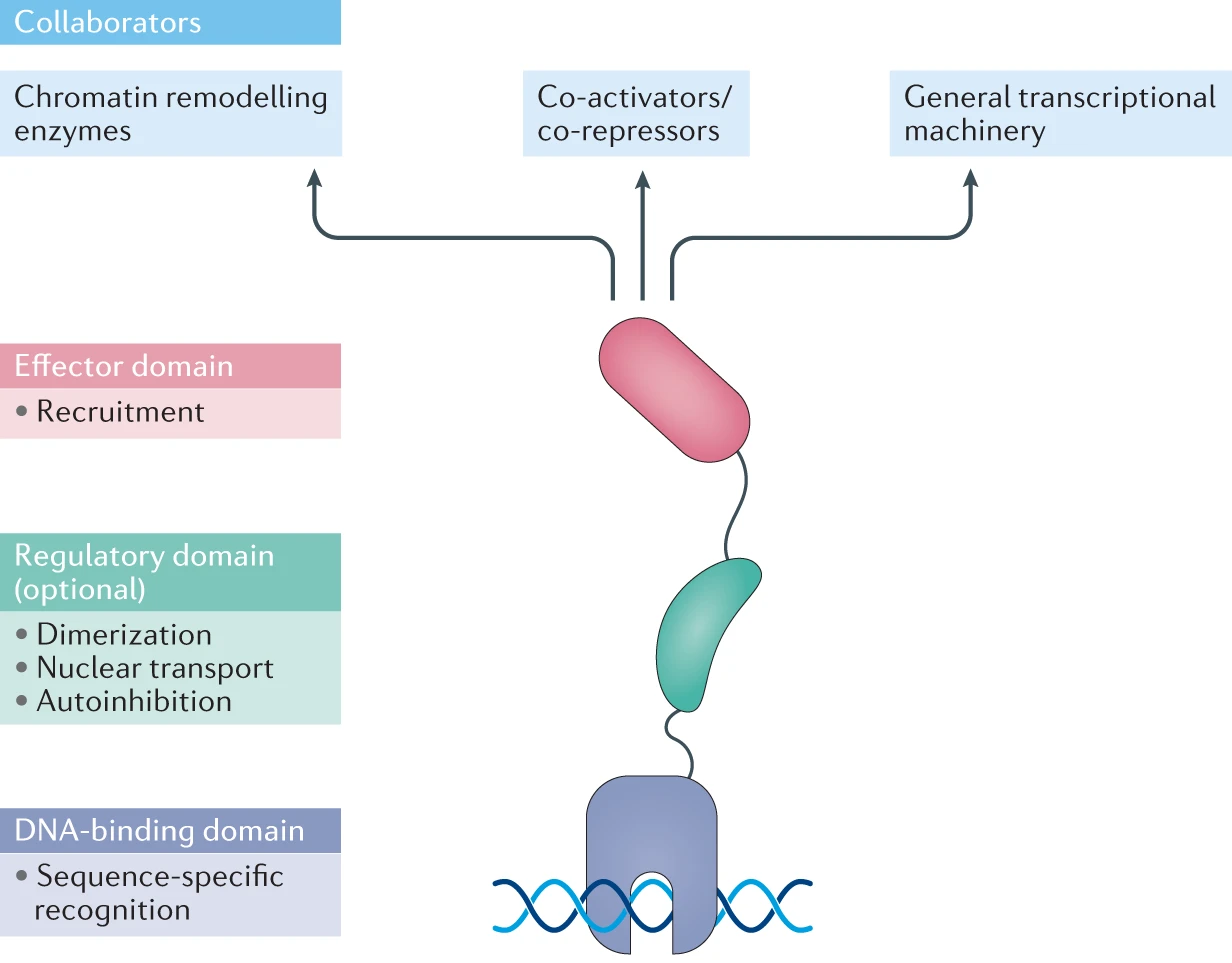 Collaborators
Chromatin remodelling
enzymes
Co-activators/
co-repressors
General transcriptional
machinery
Effector domain
• Recruitment
Regulatory domain
(optional)
• Dimerization
• Nuclear transport
• Autoinhibition
DNA-binding domain
• Sequence-specific
recognition